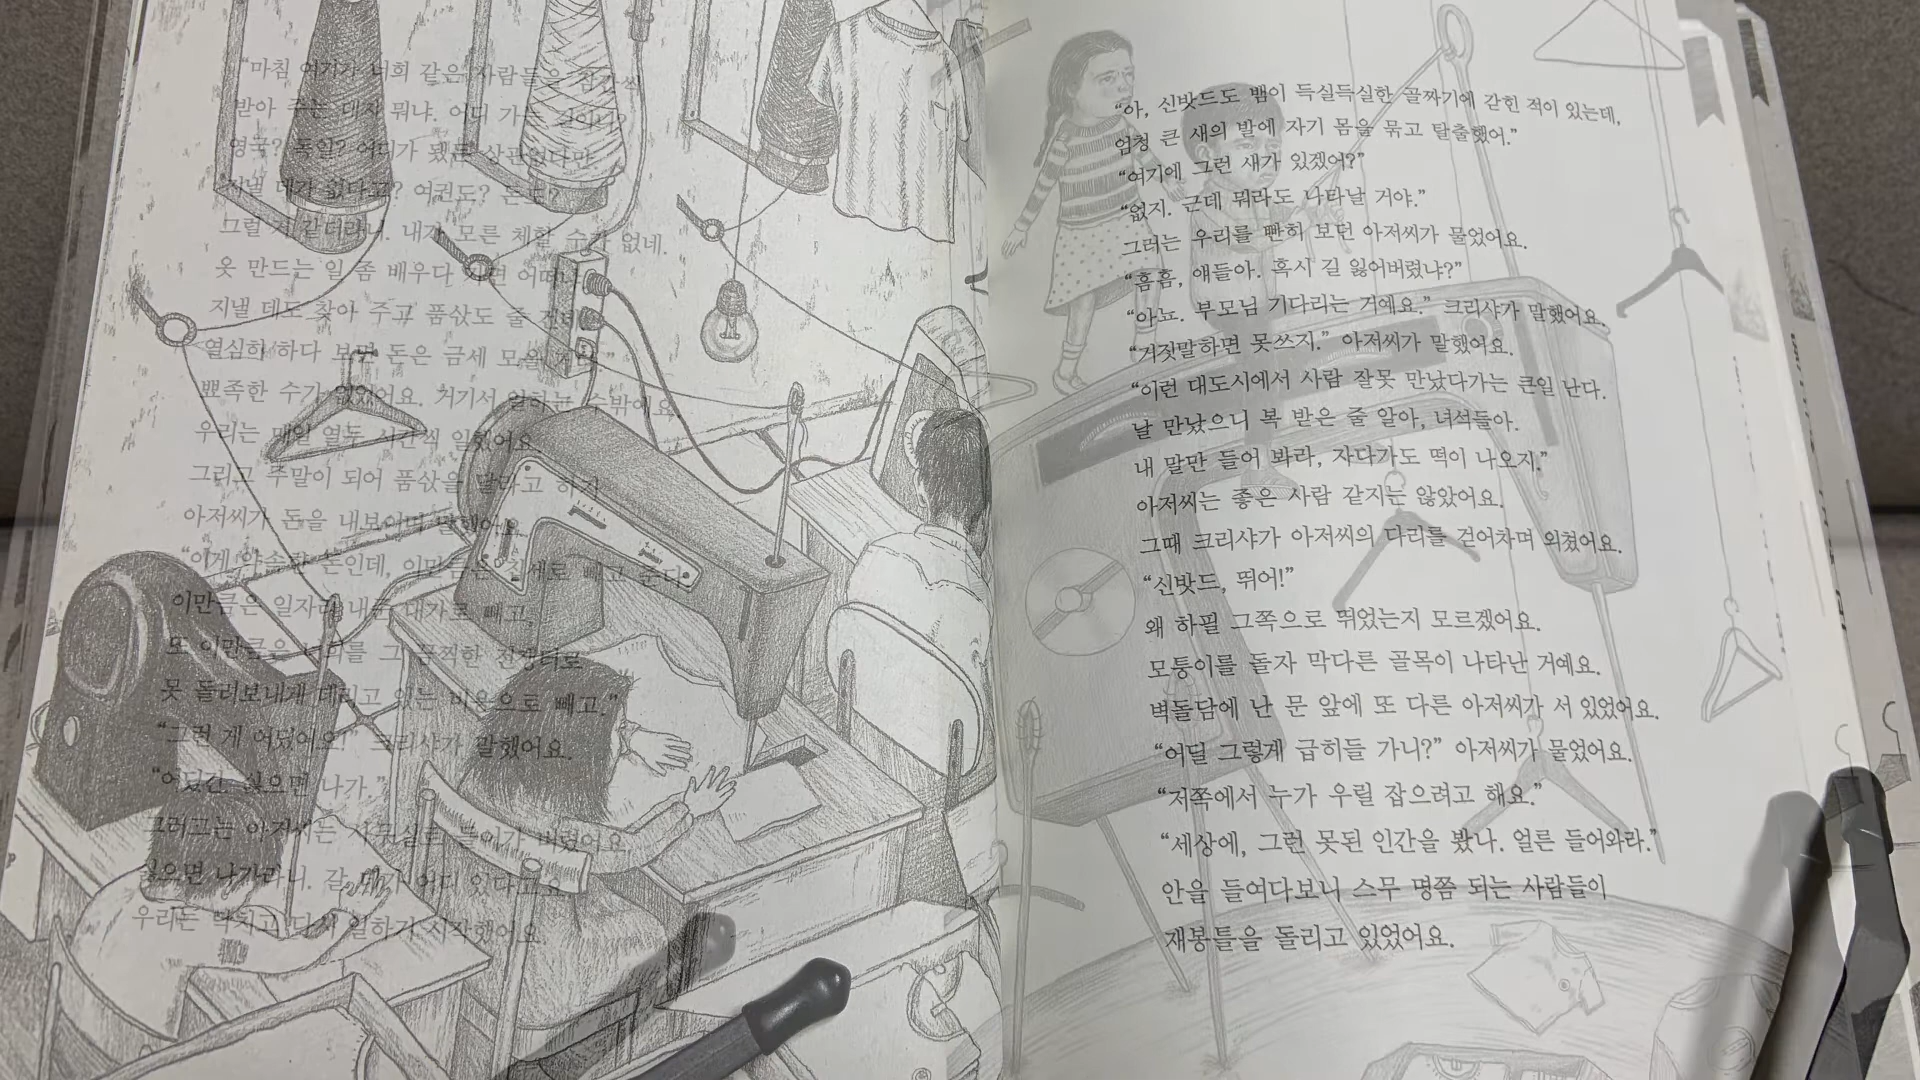 "마침 여기가 너희 같은 사람들은
받아 주는 대가 뭐냐. 어디 가는
영국? 독일? 어디가 됐든 상관없다만,
지낼 데가 없다고? 여권도? 돈도?
그럴 것 같더라니. 내가 모른 체할 수가 없네.
옷 만드는 일 좀 배우다 가면 어떠냐
지낼 데도 찾아 주고 품삯도 줄
열심히 하다 보면 돈은 금세 모을
뾰족한 수가 없었어요. 거기서 일하는 수밖에요.
우리는 매일 열두 시간씩 일했어요.
그리고 주말이 되어 품삯을 달라고 하자
아저씨가 돈을 내보이며 말했어요.
"이게 약속한 돈인데, 이만큼은 빼고 준다.
이만큼은 일자리 내준 대가로 빼고,
또 이만큼은 너희를 그 끔찍한 전쟁터로
못 돌려보내게 데리고 있는 비용으로 빼고."
"그런 게 어딨어요!" 크리샤가 말했어요.
"어딨긴. 싫으면 나가."
그러고는 아저씨는 사무실로 들어가 버렸어요.
싫으면 나가라니. 갈 데가 어디 있다고요.
우리는 닥치고 다시 일하기 시작했어요.
"아, 신밧드도 뱀이 득실득실한 골짜기에 갇힌 적이 있는데,
엄청 큰 새의 발에 자기 몸을 묶고 탈출했어."
"여기에 그런 새가 있겠어?"
"없지. 근데 뭐라도 나타날 거야."
그러는 우리를 빤히 보던 아저씨가 물었어요.
"흠흠, 얘들아. 혹시 길 잃어버렸냐?"
"아뇨. 부모님 기다리는 거예요." 크리샤가 말했어요.
"거짓말하면 못쓰지." 아저씨가 말했어요.
"이런 대도시에서 사람 잘못 만났다가는 큰일 난다.
날 만났으니 복 받은 줄 알아, 녀석들아.
내 말만 들어 봐라, 자다가도 떡이 나오지."
아저씨는 좋은 사람 같지는 않았어요.
그때 크리샤가 아저씨의 다리를 걷어차며 외쳤어요.
"신밧드, 뛰어!"
왜 하필 그쪽으로 뛰었는지 모르겠어요.
모퉁이를 돌자 막다른 골목이 나타난 거예요.
벽돌담에 난 문 앞에 또 다른 아저씨가 서 있었어요.
"어딜 그렇게 급히들 가니?" 아저씨가 물었어요.
"저쪽에서 누가 우릴 잡으려고 해요."
"세상에, 그런 못된 인간을 봤나. 얼른 들어와라."
안을 들여다보니 스무 명쯤 되는 사람들이
재봉틀을 돌리고 있었어요.